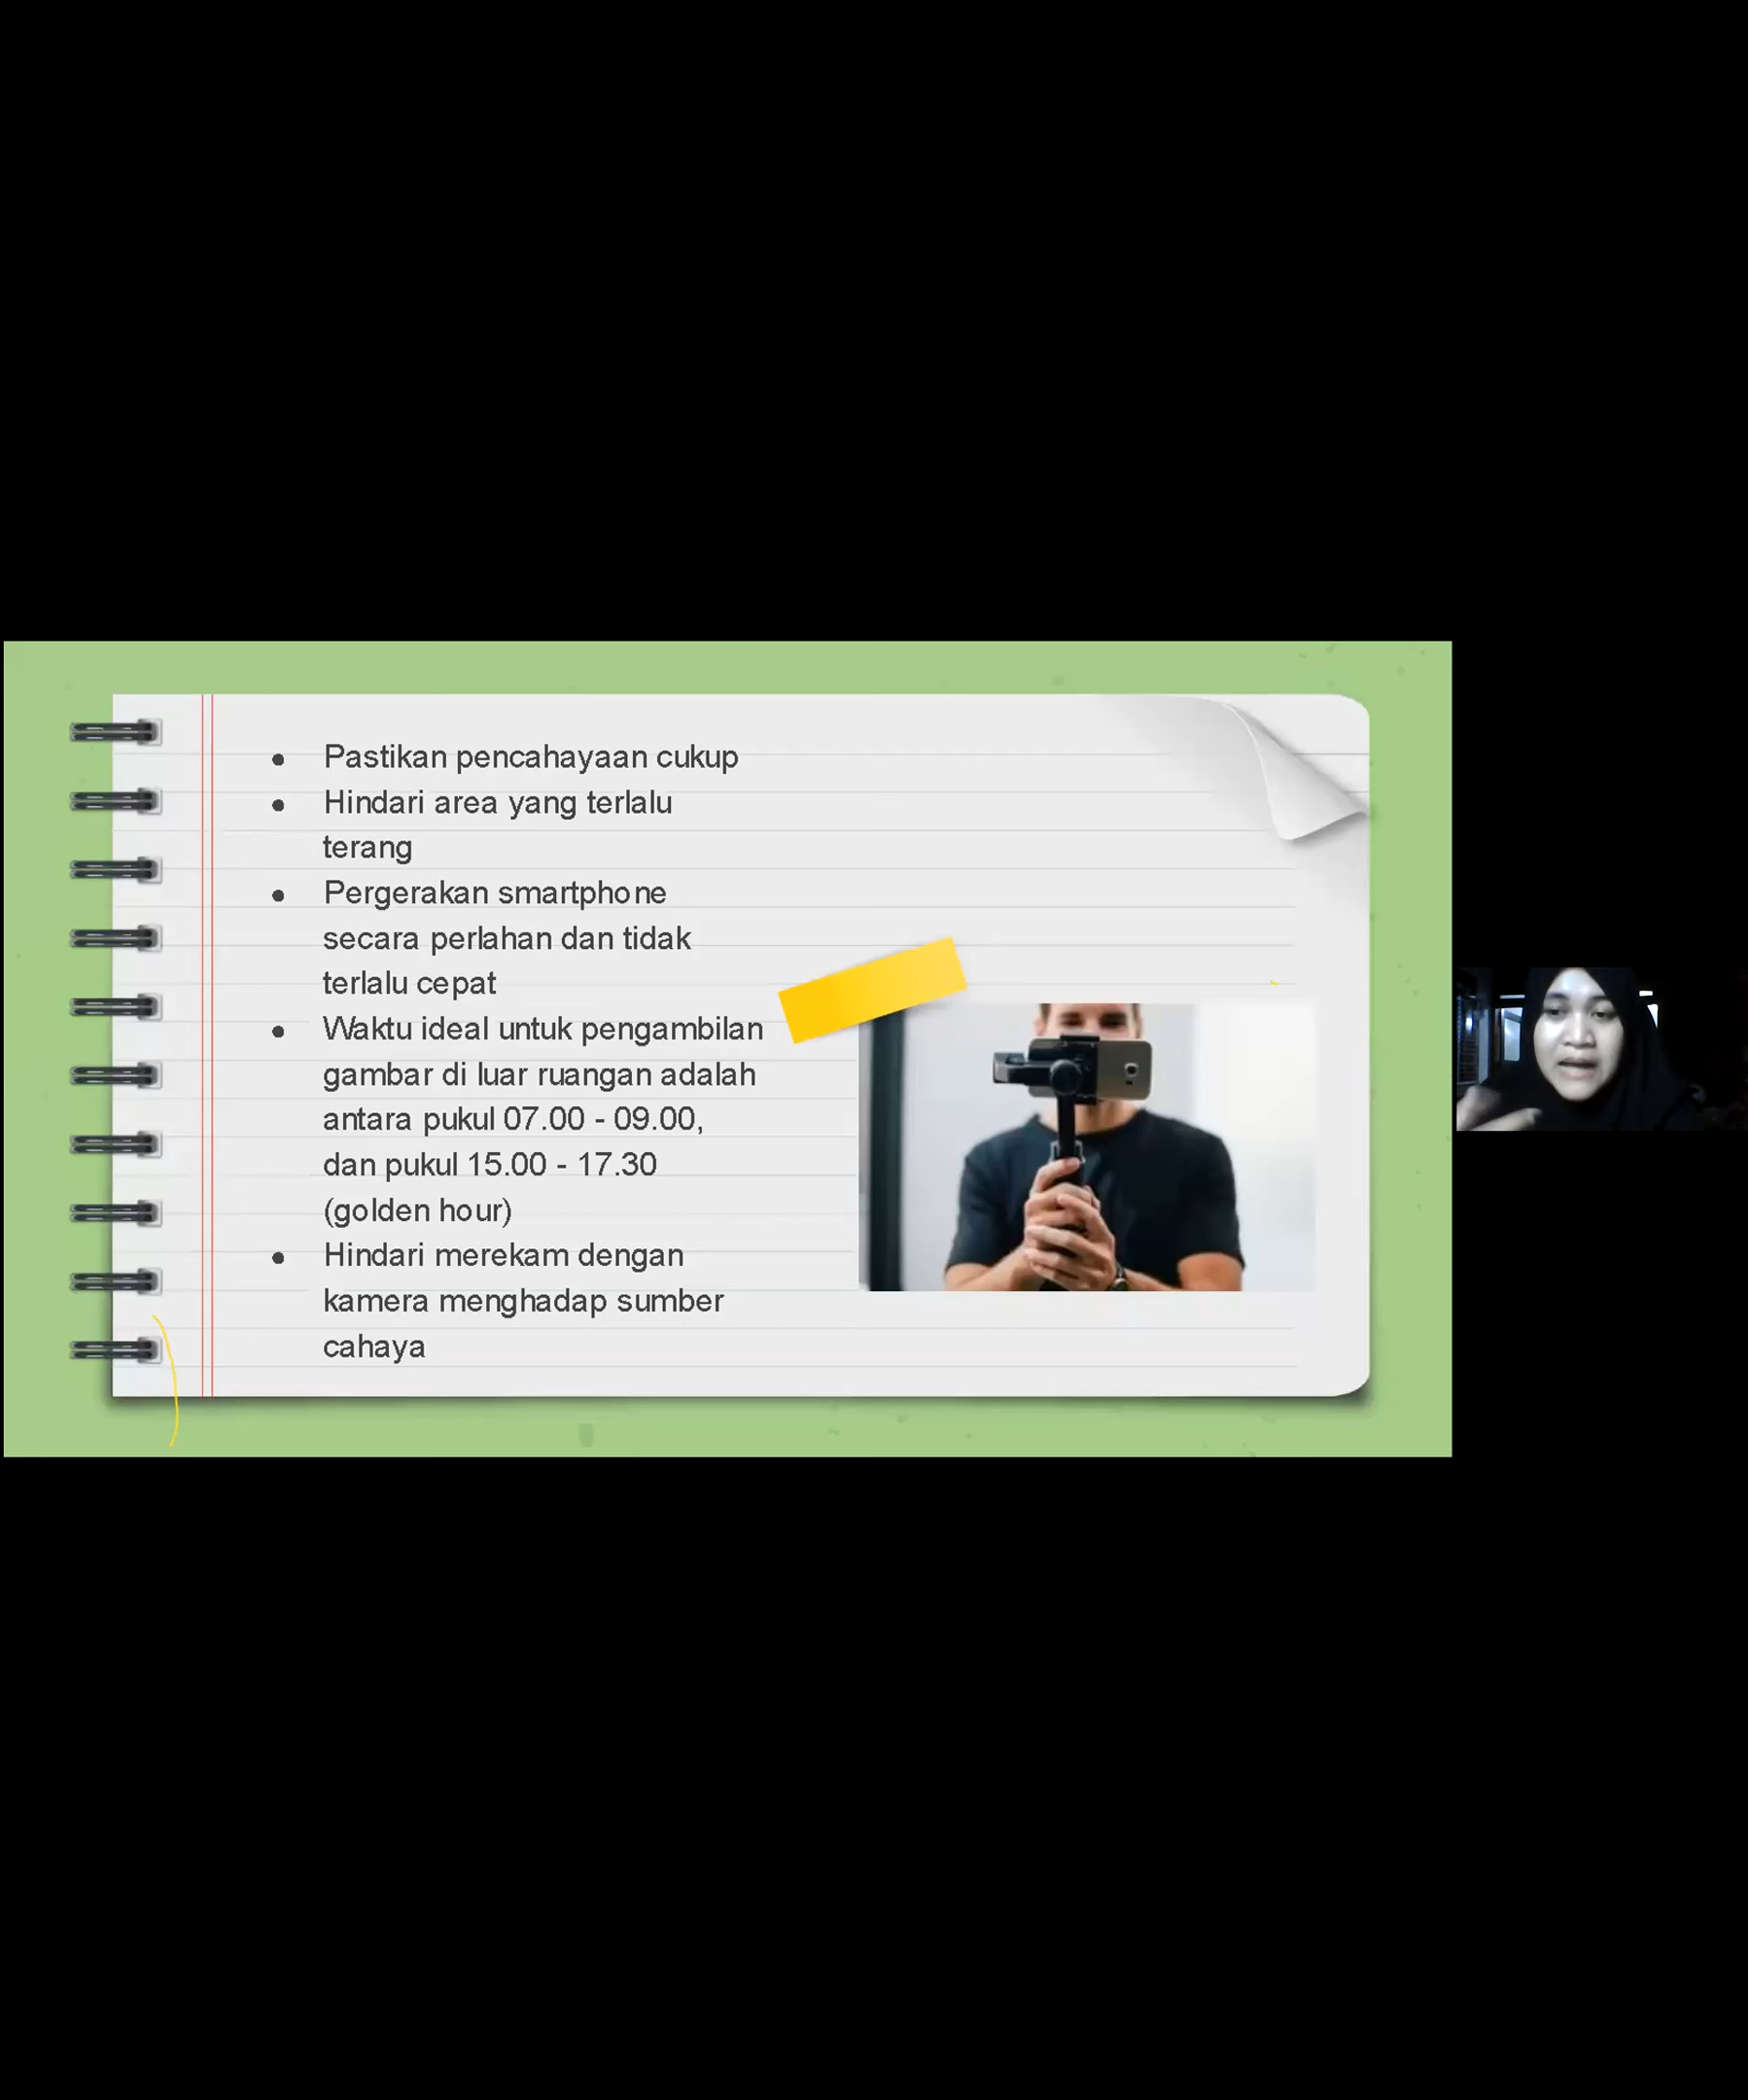 ● Pastikan pencahayaan cukup
● Hindari area yang terlalu
terang
● Pergerakan smartphone
secara perlahan dan tidak
terlalu cepat
● Waktu ideal untuk pengambilan
gambar di luar ruangan adalah
antara pukul 07.00 - 09.00,
dan pukul 15.00 - 17.30
(golden hour)
● Hindari merekam dengan
kamera menghadap sumber
cahaya